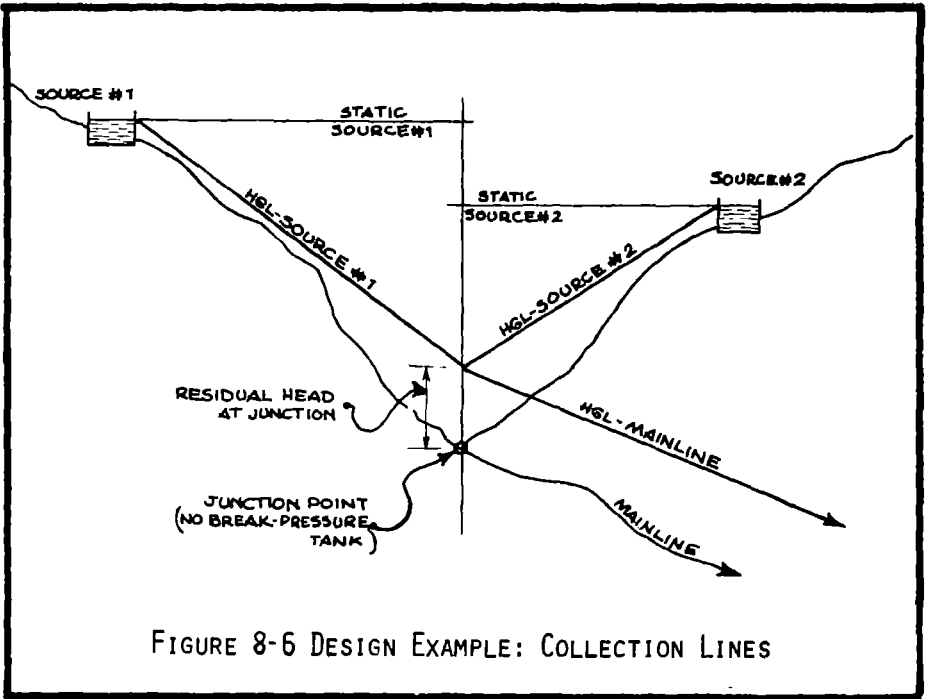 SOURCE #1
STATIC
SOURCE#1
STATIC
SOURCE#2
SOURCE#2
HGL-SOURCE #1
HGL-SOURCE #2
RESIDUAL HEAD
AT JUNCTION
HGL-MAINLINE
JUNCTION POINT
(NO BREAK-PRESSURE
TANK)
MAINLINE
FIGURE 8-6 DESIGN EXAMPLE: COLLECTION LINES